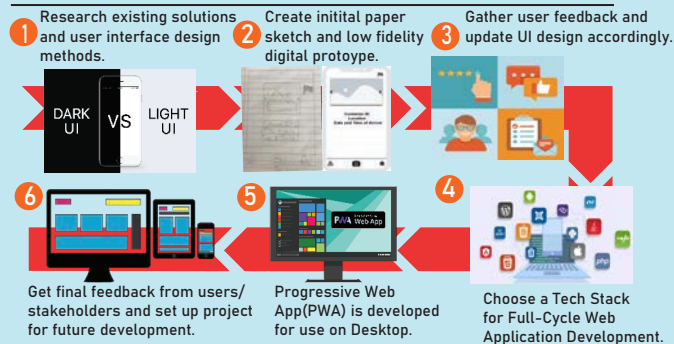 1
Research existing solutions
and user interface design
methods.
DARK
UI
VS
LIGHT
UI
2
Create initital paper
sketch and low fidelity
digital protoype.
3
Gather user feedback and
update UI design accordingly.
4
php
Choose a Tech Stack
for Full-Cycle Web
Application Development.
5
PWA
Web App
Progressive Web
App(PWA) is developed
for use on Desktop.
6
Get final feedback from users/
stakeholders and set up project
for future development.